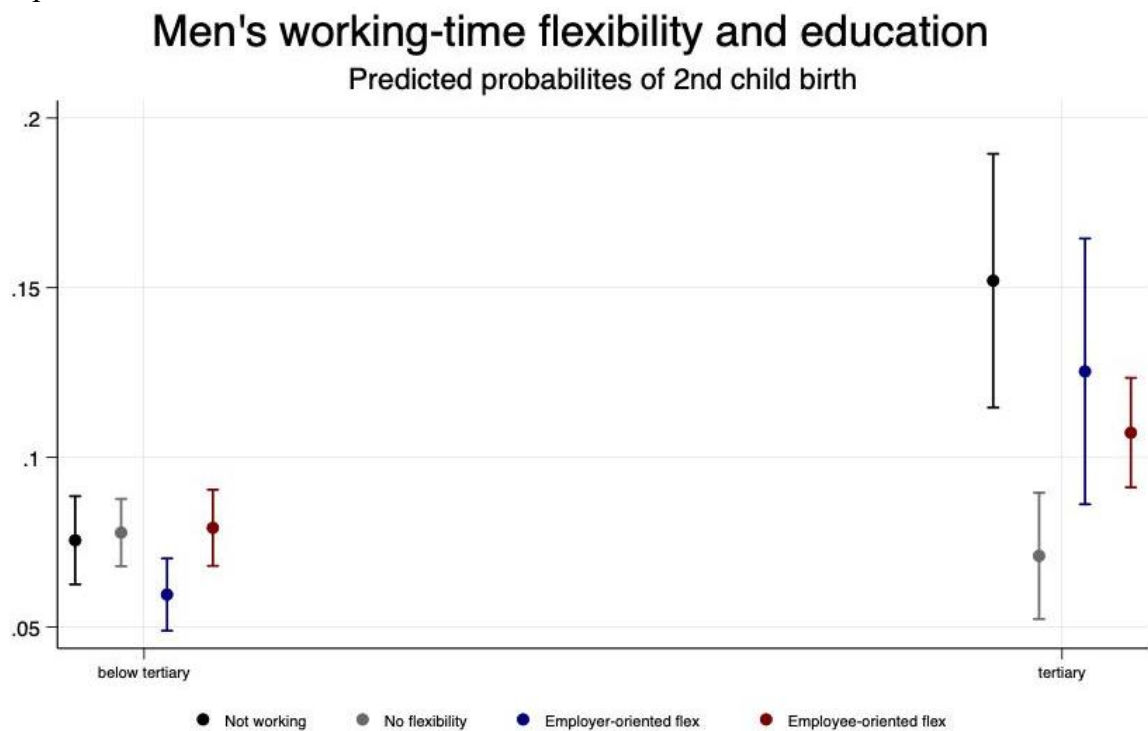 Men's working-time flexibility and education
Predicted probabilites of 2nd child birth
.2
.15
.1
.05
below tertiary
tertiary
Not working
No flexibility
Employer-oriented flex
Employee-oriented flex